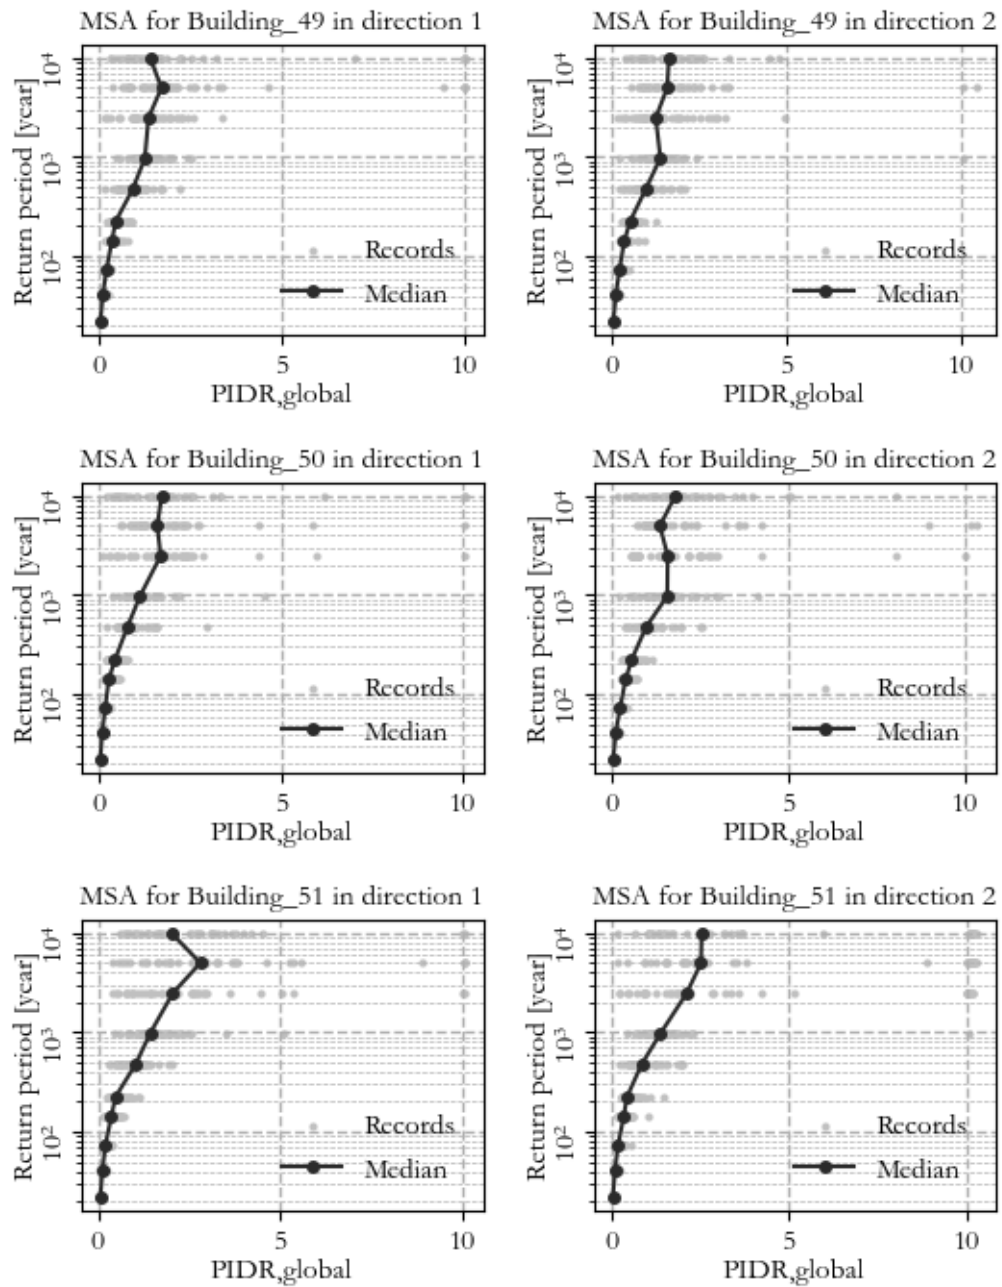 MSA for Building_49 in direction 1
Return period [year]
10⁴
10³
10²
Records
Median
0 5 10
PIDR,global
MSA for Building_49 in direction 2
Return period [year]
10⁴
10³
10²
Records
Median
0 5 10
PIDR,global
MSA for Building_50 in direction 1
Return period [year]
10⁴
10³
10²
Records
Median
0 5 10
PIDR,global
MSA for Building_50 in direction 2
Return period [year]
10⁴
10³
10²
Records
Median
0 5 10
PIDR,global
MSA for Building_51 in direction 1
Return period [year]
10⁴
10³
10²
Records
Median
0 5 10
PIDR,global
MSA for Building_51 in direction 2
Return period [year]
10⁴
10³
10²
Records
Median
0 5 10
PIDR,global